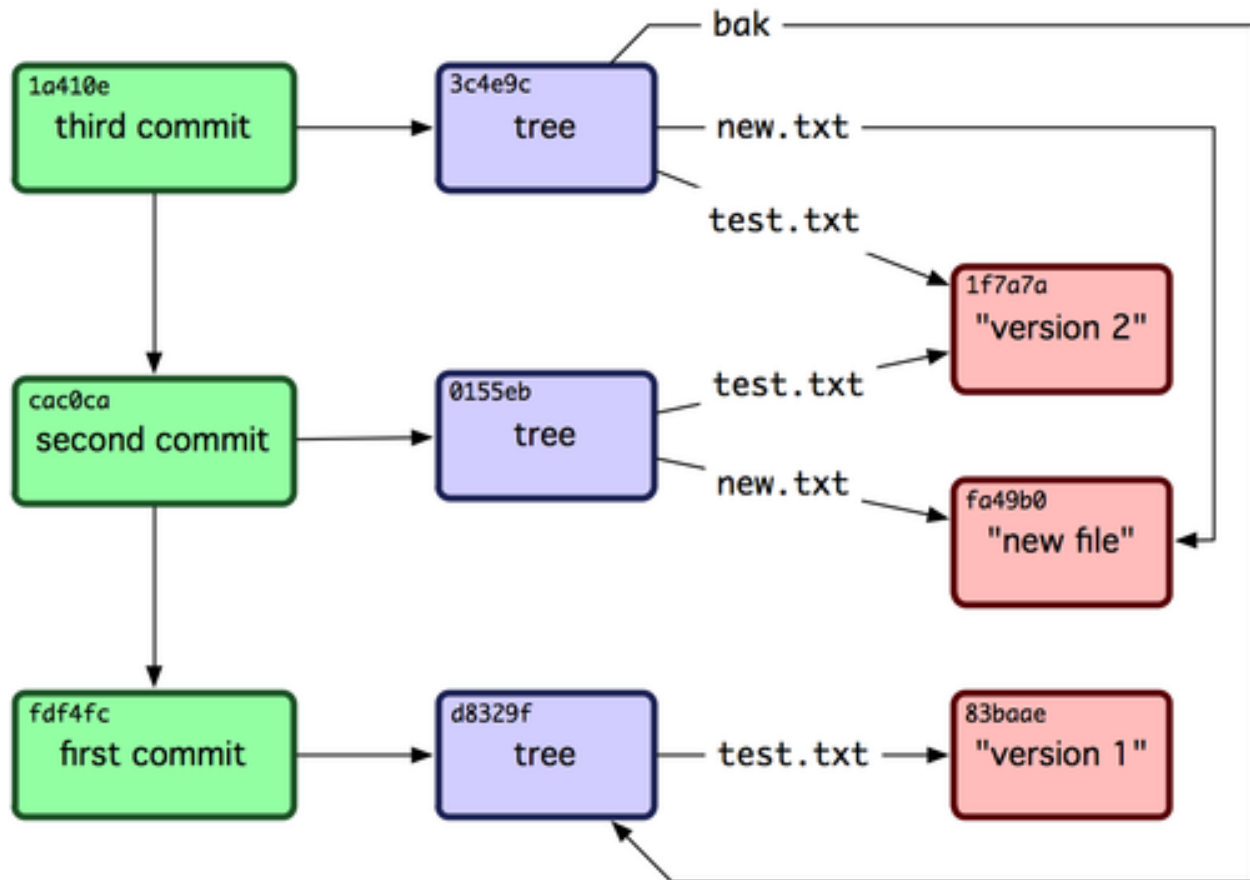 bak
1a410e
third commit
3c4e9c
tree
new.txt
test.txt
1f7a7a
"version 2"
cac0ca
second commit
0155eb
tree
test.txt
new.txt
fa49b0
"new file"
fdf4fc
first commit
d8329f
tree
test.txt
83baae
"version 1"